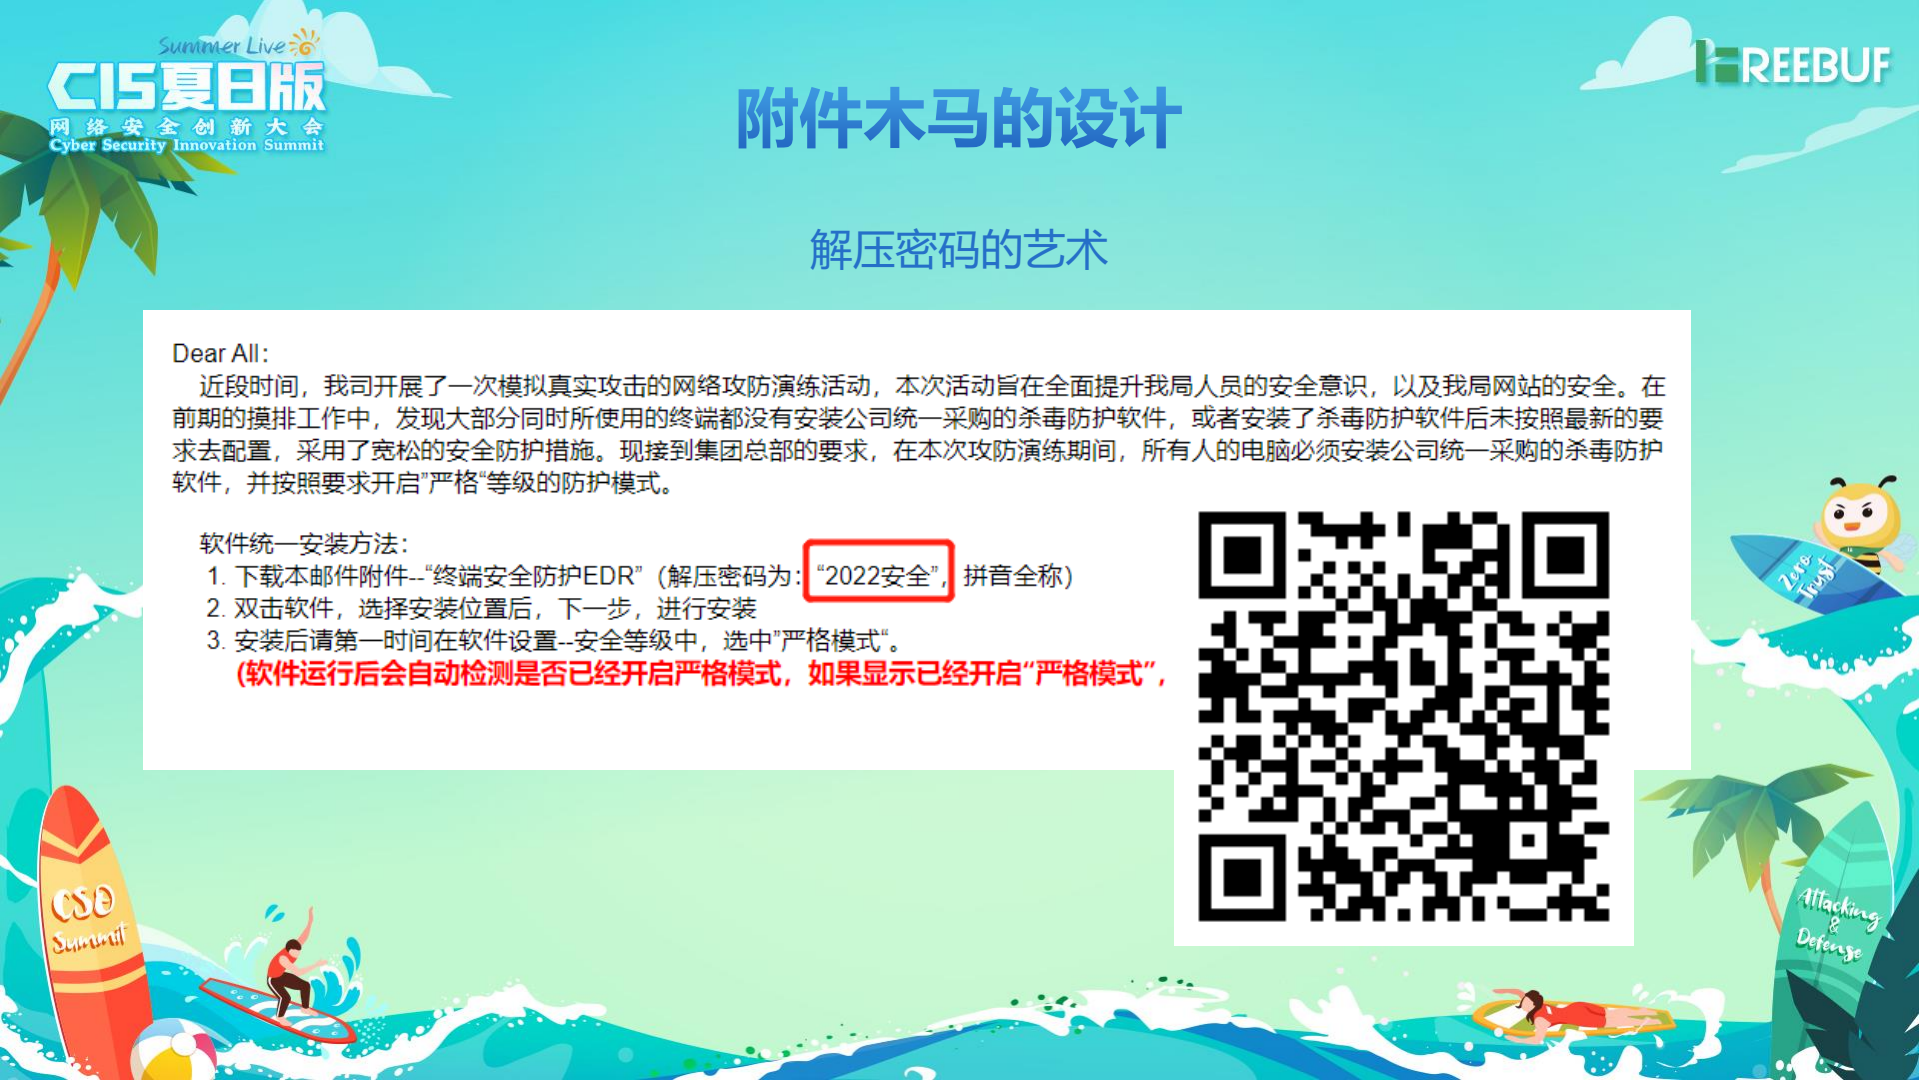 Summer Live
CIS夏日版
网络安全创新大会
Cyber Security Innovation Summit
FREEBUF
附件木马的设计
解压密码的艺术
Dear All：
近段时间，我司开展了一次模拟真实攻击的网络攻防演练活动，本次活动旨在全面提升我局人员的安全意识，以及我局网站的安全。在
前期的摸排工作中，发现大部分同时所使用的终端都没有安装公司统一采购的杀毒防护软件，或者安装了杀毒防护软件后未按照最新的要
求去配置，采用了宽松的安全防护措施。现接到集团总部的要求，在本次攻防演练期间，所有人的电脑必须安装公司统一采购的杀毒防护
软件，并按照要求开启”严格“等级的防护模式。
软件统一安装方法：
1. 下载本邮件附件--“终端安全防护EDR”（解压密码为：“2022安全”，拼音全称）
2. 双击软件，选择安装位置后，下一步，进行安装
3. 安装后请第一时间在软件设置--安全等级中，选中”严格模式“。
(软件运行后会自动检测是否已经开启严格模式，如果显示已经开启“严格模式”，
Zero
Trust
CSO
Summit
Attacking
&
Defense